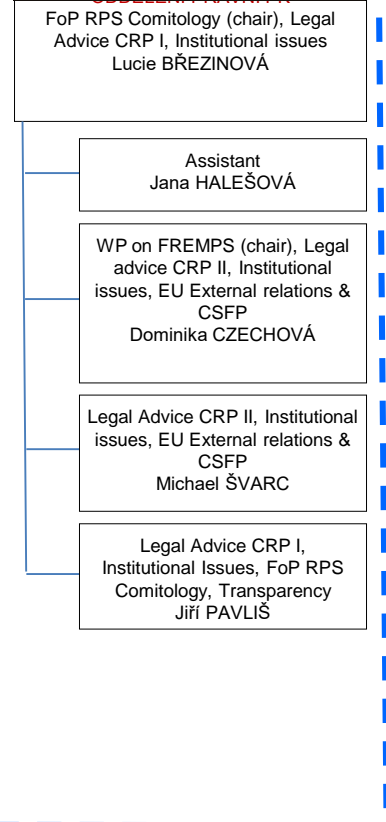 FoP RPS Comitology (chair), Legal
Advice CRP I, Institutional issues
Lucie BŘEZINOVÁ
Assistant
Jana HALEŠOVÁ
WP on FREMPS (chair), Legal
advice CRP II, Institutional
issues, EU External relations &
CSFP
Dominika CZECHOVÁ
Legal Advice CRP II, Institutional
issues, EU External relations &
CSFP
Michael ŠVARC
Legal Advice CRP I,
Institutional Issues, FoP RPS
Comitology, Transparency
Jiří PAVLIŠ